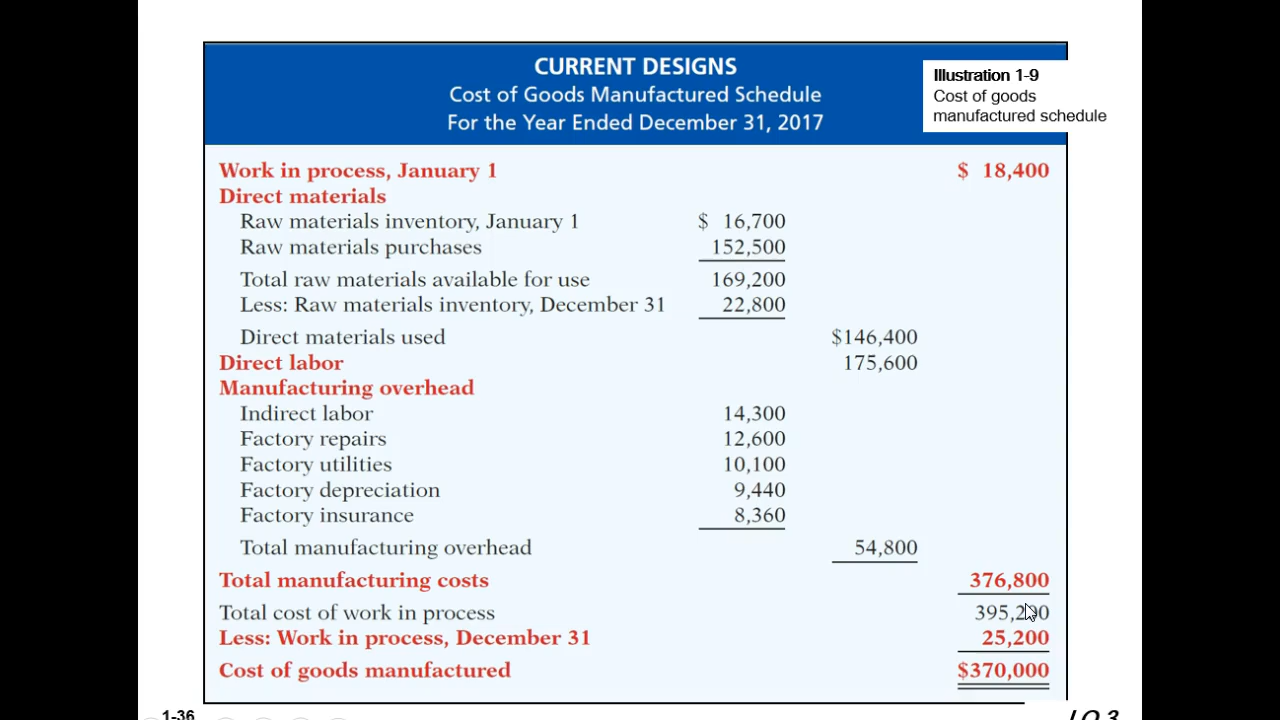 CURRENT DESIGNS
Cost of Goods Manufactured Schedule
For the Year Ended December 31, 2017
Illustration 1-9
Cost of goods
manufactured schedule
Work in process, January 1 $ 18,400
Direct materials
Raw materials inventory, January 1 $ 16,700
Raw materials purchases 152,500
Total raw materials available for use 169,200
Less: Raw materials inventory, December 31 22,800
Direct materials used $146,400
Direct labor 175,600
Manufacturing overhead
Indirect labor 14,300
Factory repairs 12,600
Factory utilities 10,100
Factory depreciation 9,440
Factory insurance 8,360
Total manufacturing overhead 54,800
Total manufacturing costs 376,800
Total cost of work in process 395,200
Less: Work in process, December 31 25,200
Cost of goods manufactured $370,000
1-36 LO 3